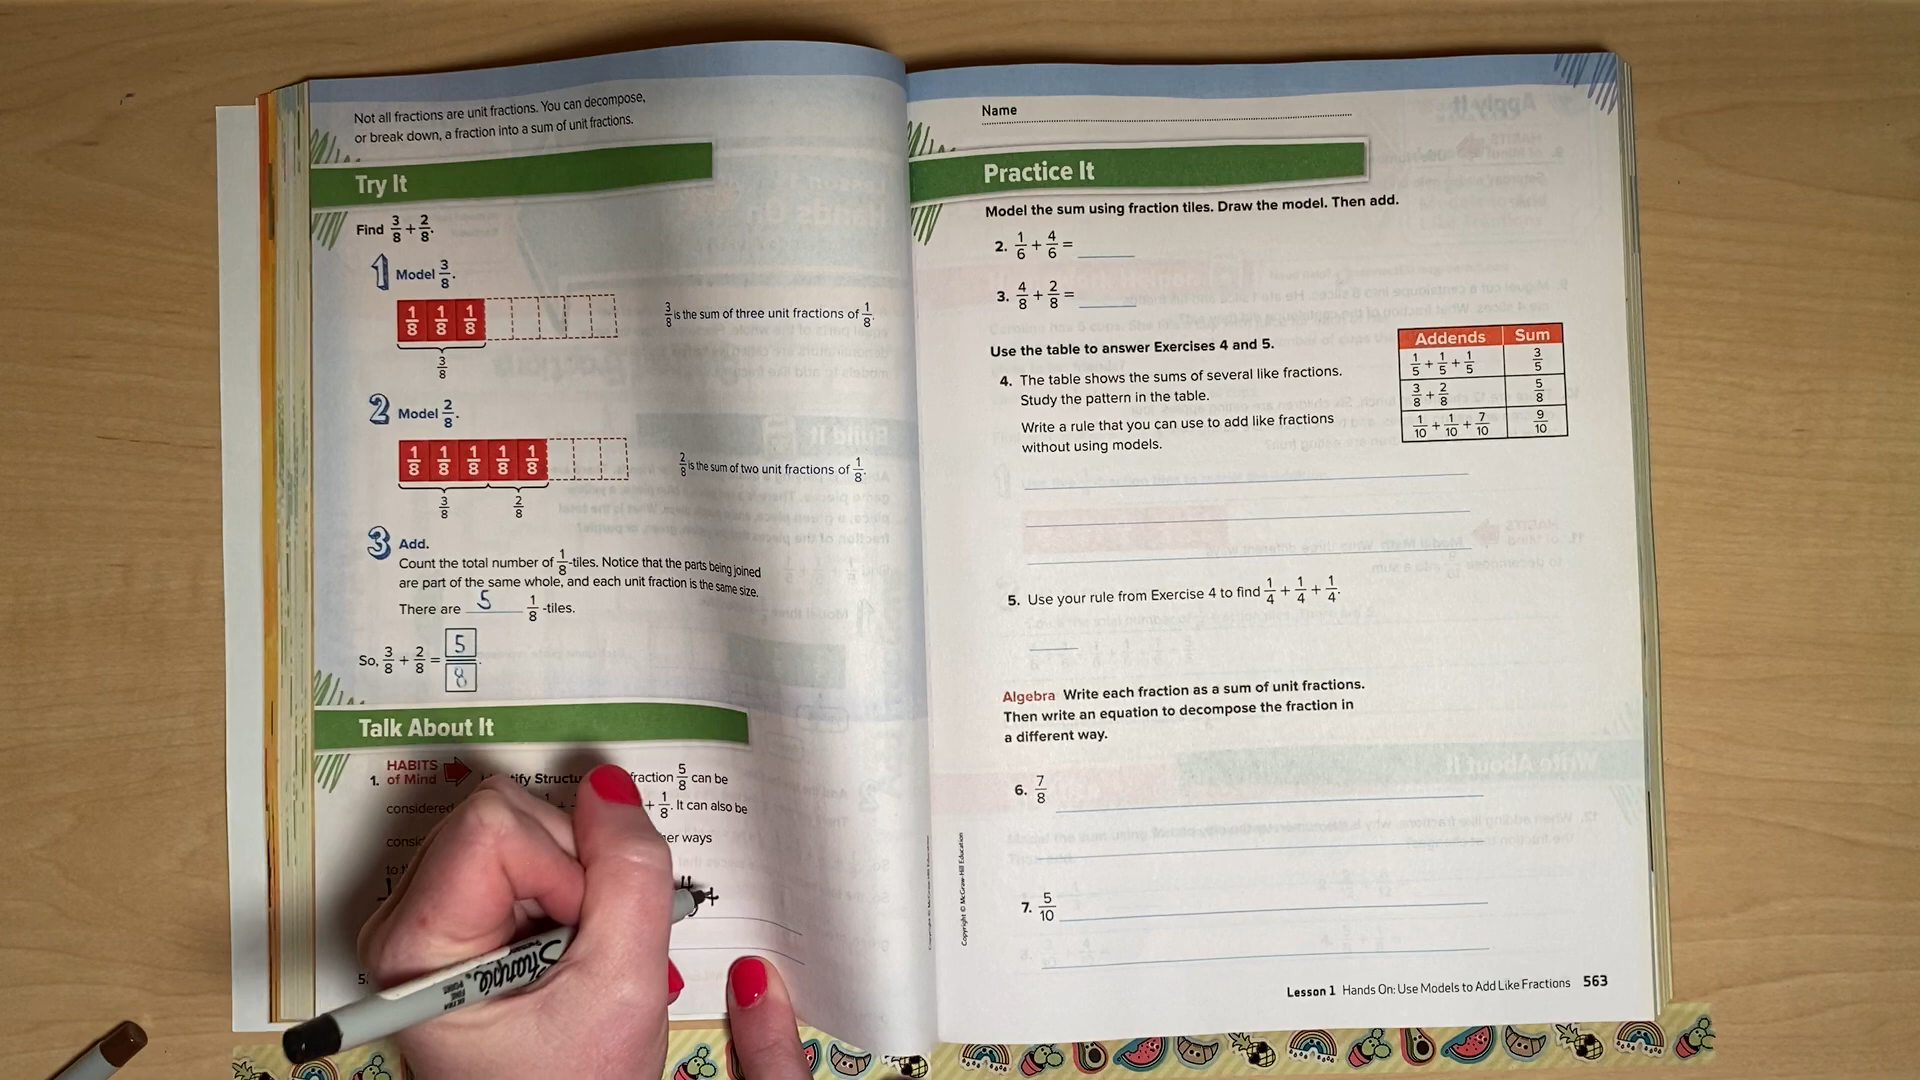 Not all fractions are unit fractions. You can decompose,
or break down, a fraction into a sum of unit fractions.
Try It
Find 3/8 + 2/8.
1 Model 3/8.
1/8 1/8 1/8
3/8 is the sum of three unit fractions of 1/8.
3/8
2 Model 2/8.
1/8 1/8 1/8 1/8 1/8
2/8 is the sum of two unit fractions of 1/8.
3/8 2/8
3 Add.
Count the total number of 1/8-tiles. Notice that the parts being joined
are part of the same whole, and each unit fraction is the same size.
There are 5 1/8-tiles.
So, 3/8 + 2/8 = 5/8.
Talk About It
HABITS
1. of Mind Structu fraction 5/8 can be
considered + + 1/8. It can also be
ways
4 +
5.
Sharpie
Name
Practice It
Model the sum using fraction tiles. Draw the model. Then add.
2. 1/6 + 4/6 =
3. 4/8 + 2/8 =
Use the table to answer Exercises 4 and 5.
4. The table shows the sums of several like fractions.
Study the pattern in the table.
Write a rule that you can use to add like fractions
without using models.
Addends Sum
1/5 + 1/5 + 1/5 3/5
3/8 + 2/8 5/8
1/10 + 1/10 + 7/10 9/10
5. Use your rule from Exercise 4 to find 1/4 + 1/4 + 1/4.
Algebra Write each fraction as a sum of unit fractions.
Then write an equation to decompose the fraction in
a different way.
6. 7/8
7. 5/10
Copyright © McGraw-Hill Education
Lesson 1 Hands On: Use Models to Add Like Fractions 563